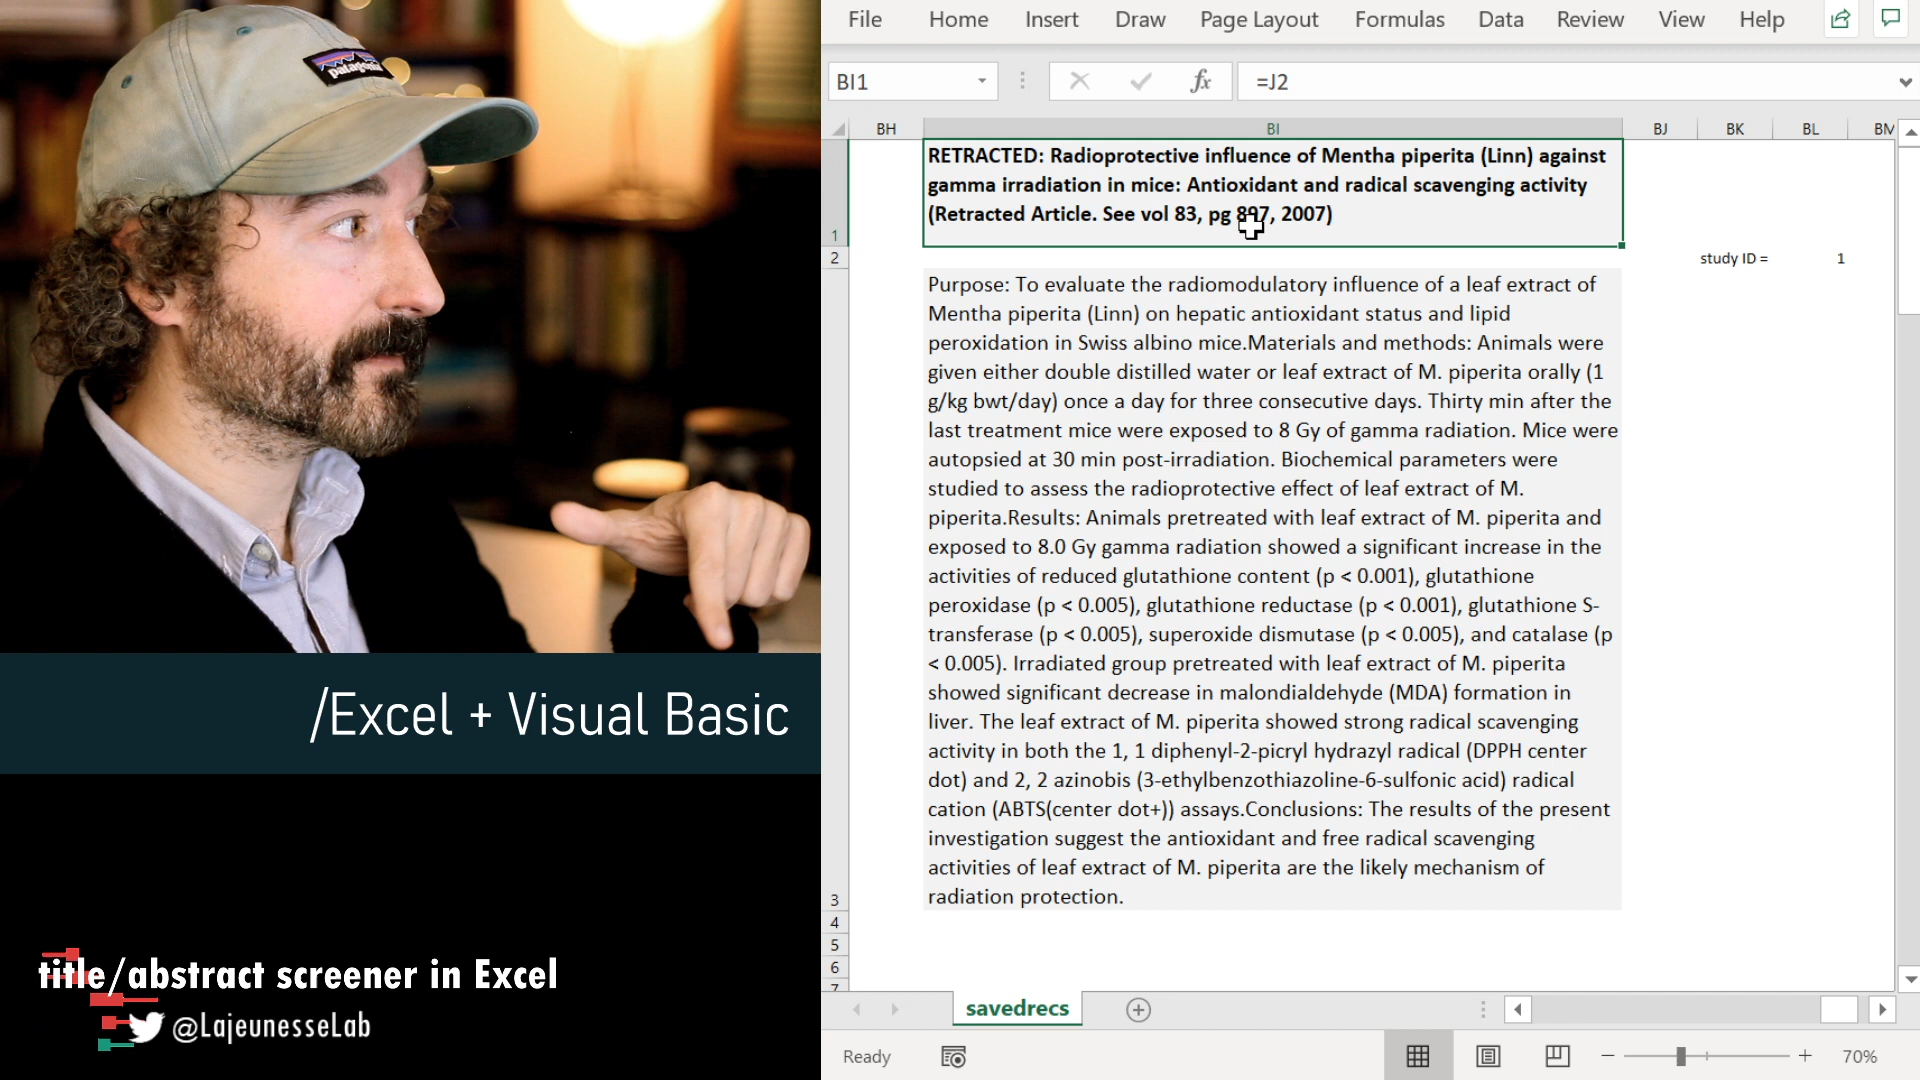 patagonia
/Excel + Visual Basic
title/abstract screener in Excel
@LajeunesseLab
File Home Insert Draw Page Layout Formulas Data Review View Help
BI1 fx =J2
BH BI BJ BK BL BM
1
RETRACTED: Radioprotective influence of Mentha piperita (Linn) against
gamma irradiation in mice: Antioxidant and radical scavenging activity
(Retracted Article. See vol 83, pg 897, 2007)
2 study ID = 1
3
Purpose: To evaluate the radiomodulatory influence of a leaf extract of
Mentha piperita (Linn) on hepatic antioxidant status and lipid
peroxidation in Swiss albino mice.Materials and methods: Animals were
given either double distilled water or leaf extract of M. piperita orally (1
g/kg bwt/day) once a day for three consecutive days. Thirty min after the
last treatment mice were exposed to 8 Gy of gamma radiation. Mice were
autopsied at 30 min post-irradiation. Biochemical parameters were
studied to assess the radioprotective effect of leaf extract of M.
piperita.Results: Animals pretreated with leaf extract of M. piperita and
exposed to 8.0 Gy gamma radiation showed a significant increase in the
activities of reduced glutathione content (p < 0.001), glutathione
peroxidase (p < 0.005), glutathione reductase (p < 0.001), glutathione S-
transferase (p < 0.005), superoxide dismutase (p < 0.005), and catalase (p
< 0.005). Irradiated group pretreated with leaf extract of M. piperita
showed significant decrease in malondialdehyde (MDA) formation in
liver. The leaf extract of M. piperita showed strong radical scavenging
activity in both the 1, 1 diphenyl-2-picryl hydrazyl radical (DPPH center
dot) and 2, 2 azinobis (3-ethylbenzothiazoline-6-sulfonic acid) radical
cation (ABTS(center dot+)) assays.Conclusions: The results of the present
investigation suggest the antioxidant and free radical scavenging
activities of leaf extract of M. piperita are the likely mechanism of
radiation protection.
4
5
6
7
savedrecs
Ready 70%